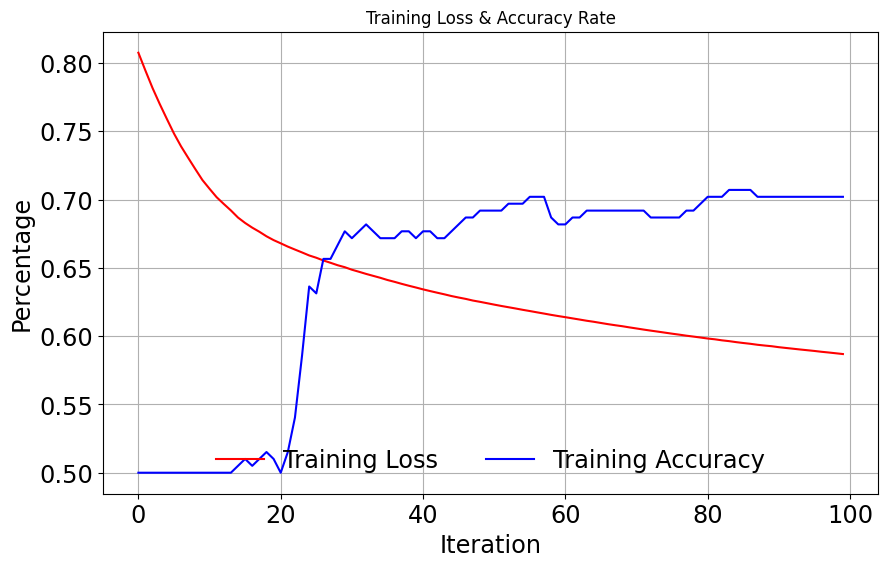 Training Loss & Accuracy Rate
0.80
0.75
0.70
0.65
0.60
0.55
0.50
Percentage
Training Loss Training Accuracy
0 20 40 60 80 100
Iteration